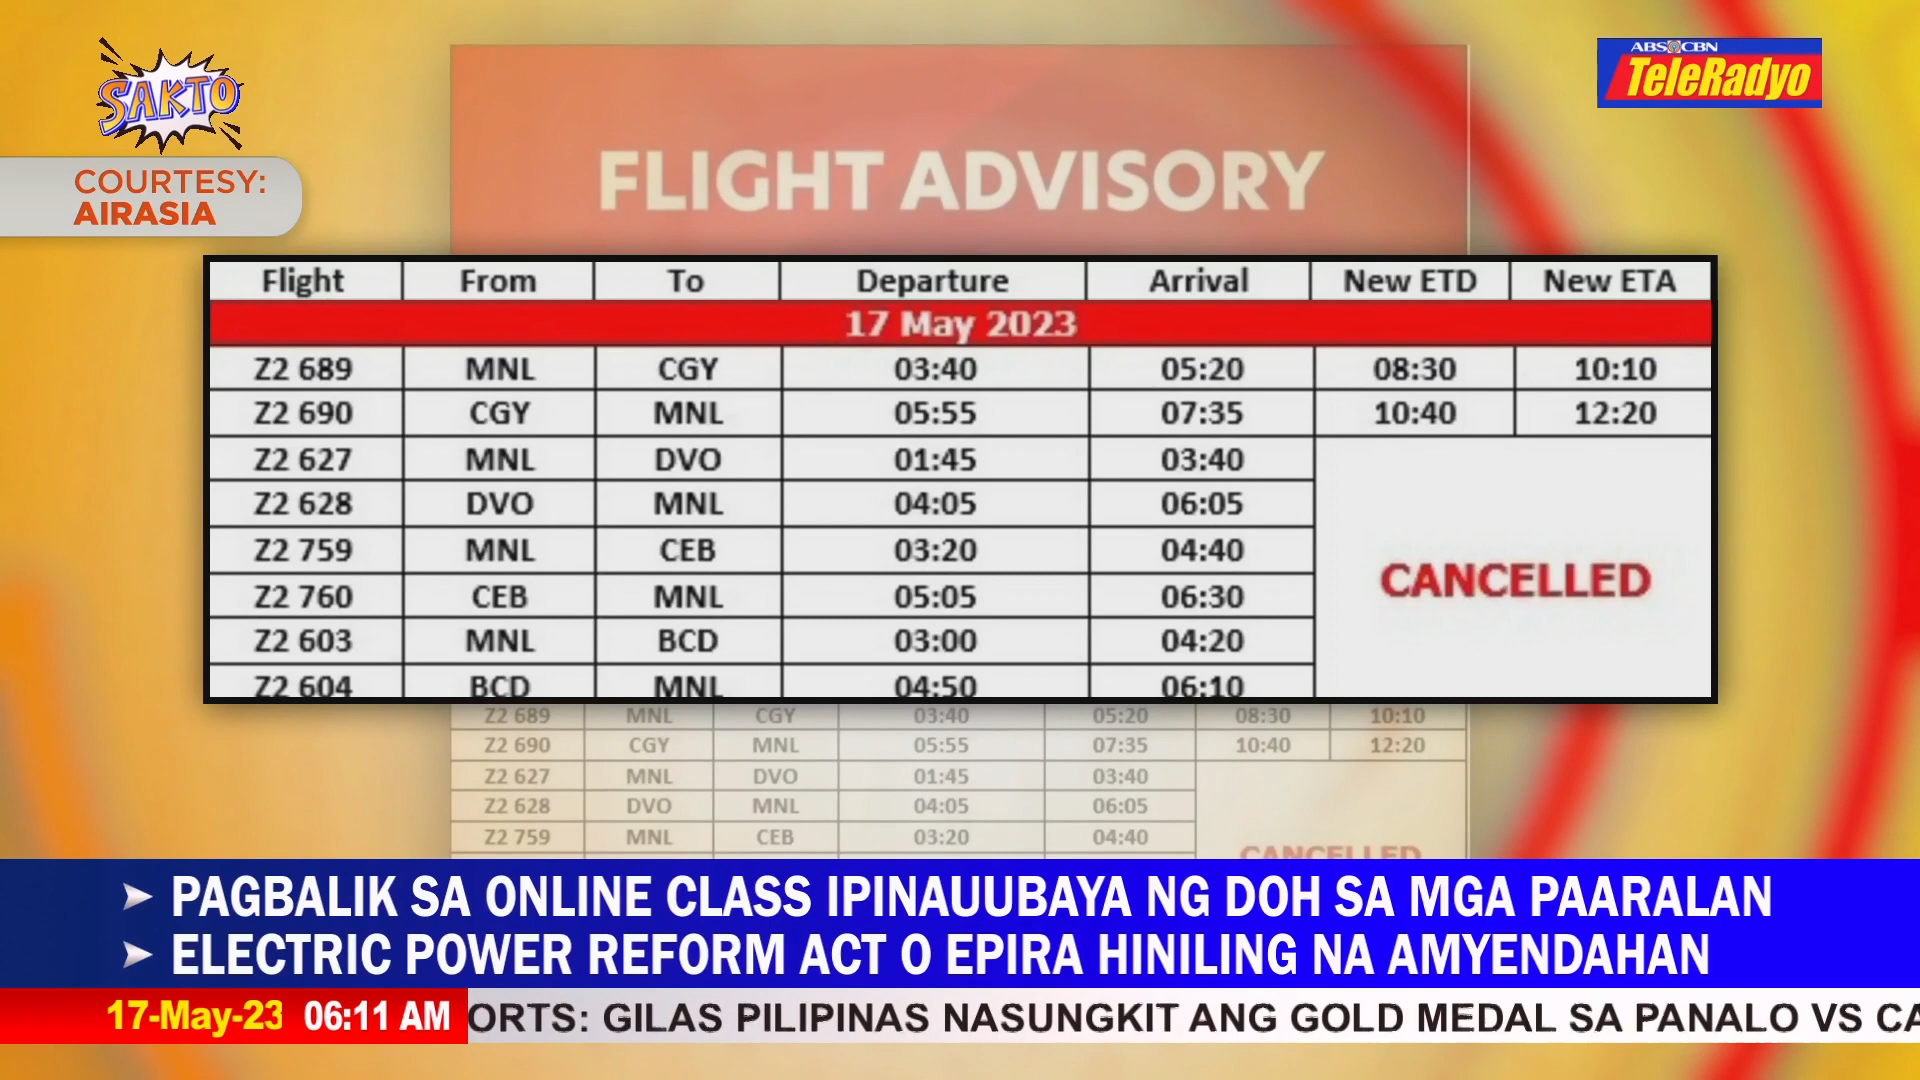 SAKTO
ABS-CBN
TeleRadyo
COURTESY:
AIRASIA
FLIGHT ADVISORY
Flight From To Departure Arrival New ETD New ETA
17 May 2023
Z2 689 MNL CGY 03:40 05:20 08:30 10:10
Z2 690 CGY MNL 05:55 07:35 10:40 12:20
Z2 627 MNL DVO 01:45 03:40
Z2 628 DVO MNL 04:05 06:05
Z2 759 MNL CEB 03:20 04:40
CANCELLED
Z2 760 CEB MNL 05:05 06:30
Z2 603 MNL BCD 03:00 04:20
Z2 604 BCD MNL 04:50 06:10
Z2 689 MNL CGY 03:40 05:20 08:30 10:10
Z2 690 CGY MNL 05:55 07:35 10:40 12:20
Z2 627 MNL DVO 01:45 03:40
Z2 628 DVO MNL 04:05 06:05
Z2 759 MNL CEB 03:20 04:40
CANCELLED
➢ PAGBALIK SA ONLINE CLASS IPINAUUBAYA NG DOH SA MGA PAARALAN
➢ ELECTRIC POWER REFORM ACT O EPIRA HINILING NA AMYENDAHAN
17-May-23 06:11 AM ORTS: GILAS PILIPINAS NASUNGKIT ANG GOLD MEDAL SA PANALO VS CA